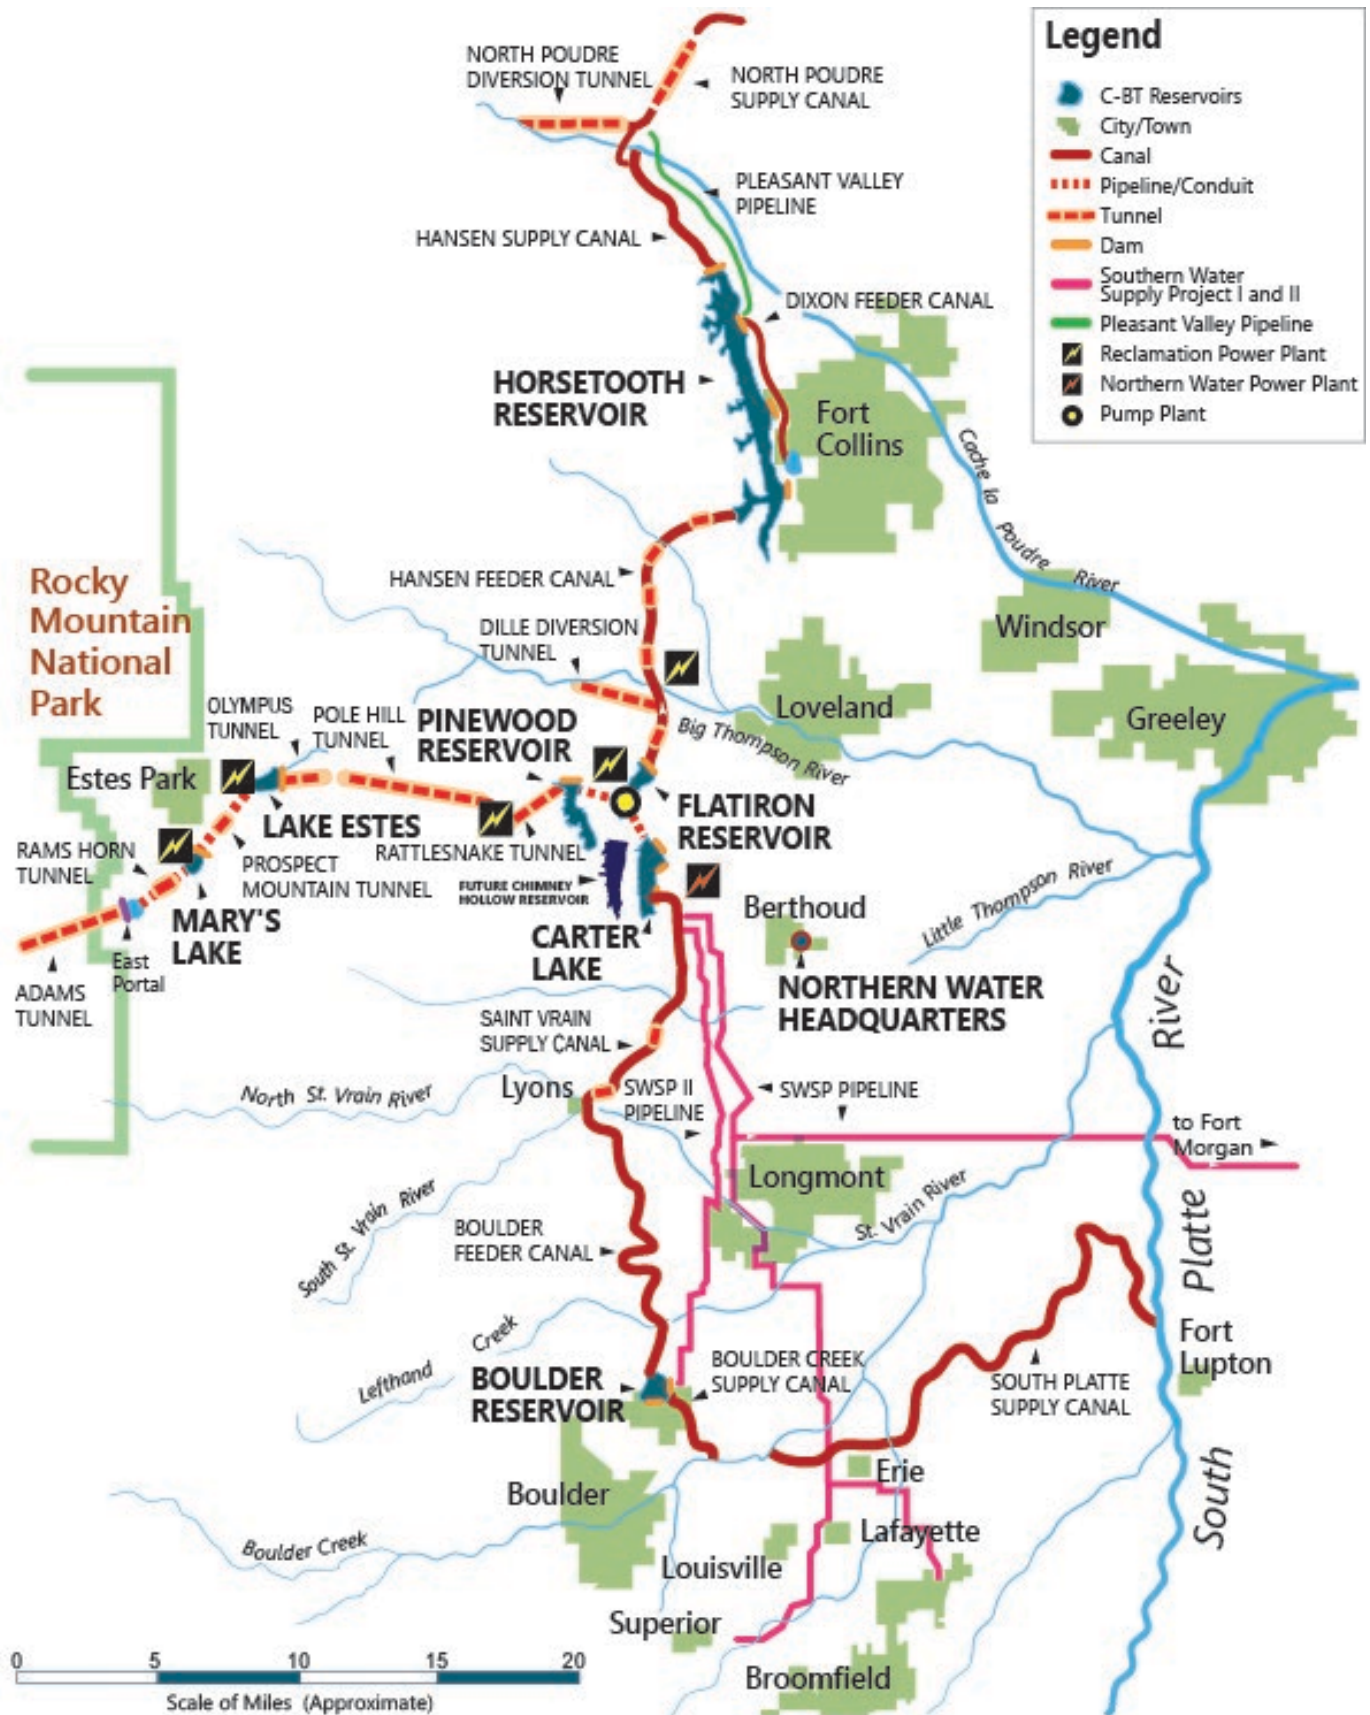 Legend
C-BT Reservoirs
City/Town
Canal
Pipeline/Conduit
Tunnel
Dam
Southern Water
Supply Project I and II
Pleasant Valley Pipeline
Reclamation Power Plant
Northern Water Power Plant
Pump Plant
NORTH POUDRE
DIVERSION TUNNEL
NORTH POUDRE
SUPPLY CANAL
PLEASANT VALLEY
PIPELINE
HANSEN SUPPLY CANAL
DIXON FEEDER CANAL
HORSETOOTH
RESERVOIR
Fort
Collins
Cache la Poudre River
Rocky
Mountain
National
Park
HANSEN FEEDER CANAL
DILLE DIVERSION
TUNNEL
Windsor
Loveland
Greeley
Big Thompson River
OLYMPUS
TUNNEL
POLE HILL
TUNNEL
PINEWOOD
RESERVOIR
Estes Park
LAKE ESTES
FLATIRON
RESERVOIR
RAMS HORN
TUNNEL
PROSPECT
MOUNTAIN TUNNEL
RATTLESNAKE TUNNEL
FUTURE CHIMNEY
HOLLOW RESERVOIR
MARY'S
LAKE
CARTER
LAKE
Berthoud
Little Thompson River
East
Portal
ADAMS
TUNNEL
NORTHERN WATER
HEADQUARTERS
SAINT VRAIN
SUPPLY CANAL
River
North St. Vrain River
Lyons
SWSP II
PIPELINE
SWSP PIPELINE
to Fort
Morgan
Longmont
South St. Vrain River
St. Vrain River
BOULDER
FEEDER CANAL
Platte
Lefthand Creek
BOULDER
RESERVOIR
BOULDER CREEK
SUPPLY CANAL
SOUTH PLATTE
SUPPLY CANAL
Fort
Lupton
South
Boulder
Erie
Boulder Creek
Lafayette
Louisville
Superior
Broomfield
0 5 10 15 20
Scale of Miles (Approximate)